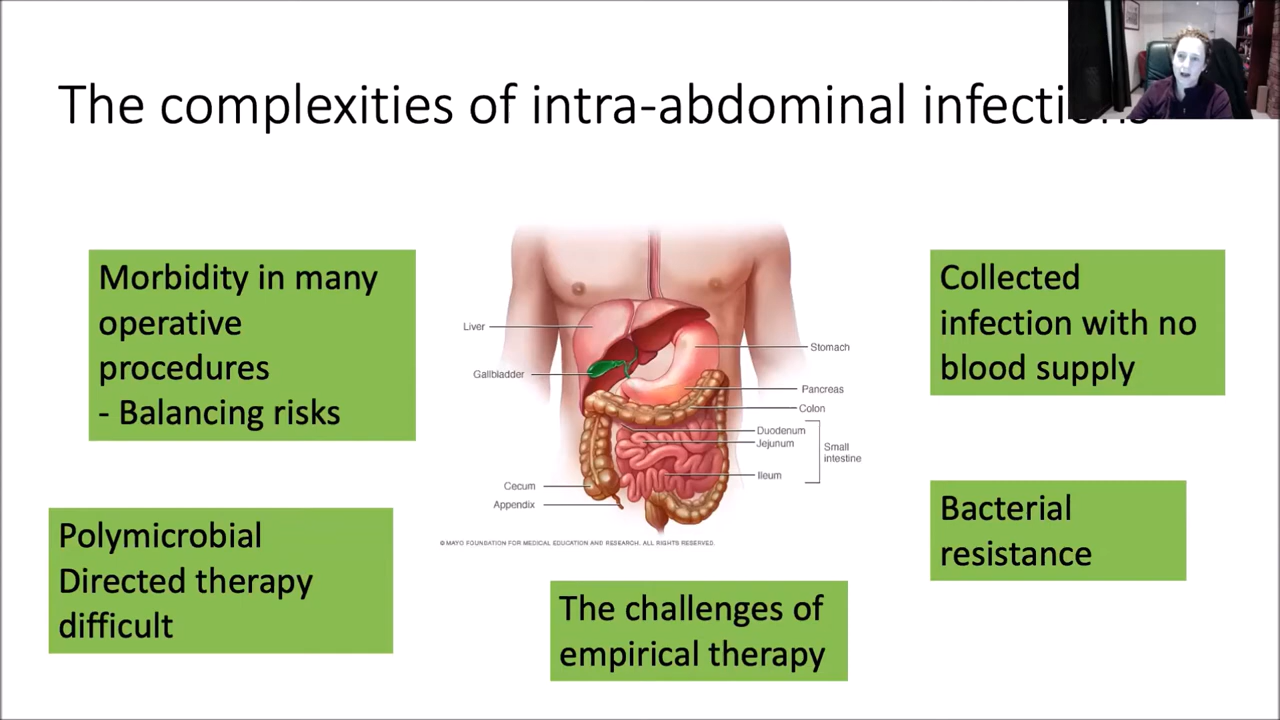 The complexities of intra-abdominal infections
Morbidity in many
operative
procedures
- Balancing risks
Collected
infection with no
blood supply
Liver
Gallbladder
Cecum
Appendix
Stomach
Pancreas
Colon
Duodenum
Jejunum
Ileum
Small
intestine
© MAYO FOUNDATION FOR MEDICAL EDUCATION AND RESEARCH. ALL RIGHTS RESERVED.
Polymicrobial
Directed therapy
difficult
The challenges of
empirical therapy
Bacterial
resistance